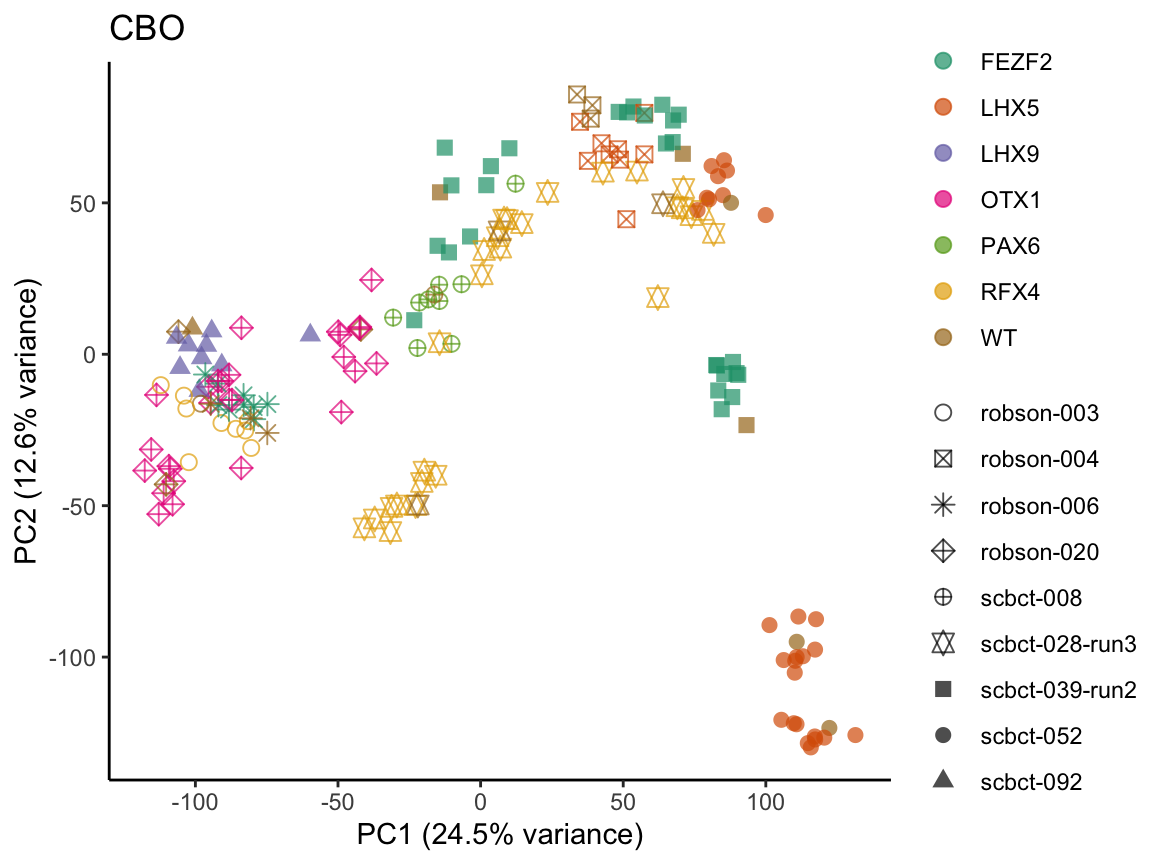 CBO
PC2 (12.6% variance)
50
0
-50
-100
-100
-50
0
50
100
PC1 (24.5% variance)
FEZF2
LHX5
LHX9
OTX1
PAX6
RFX4
WT
robson-003
robson-004
robson-006
robson-020
scbct-008
scbct-028-run3
scbct-039-run2
scbct-052
scbct-092